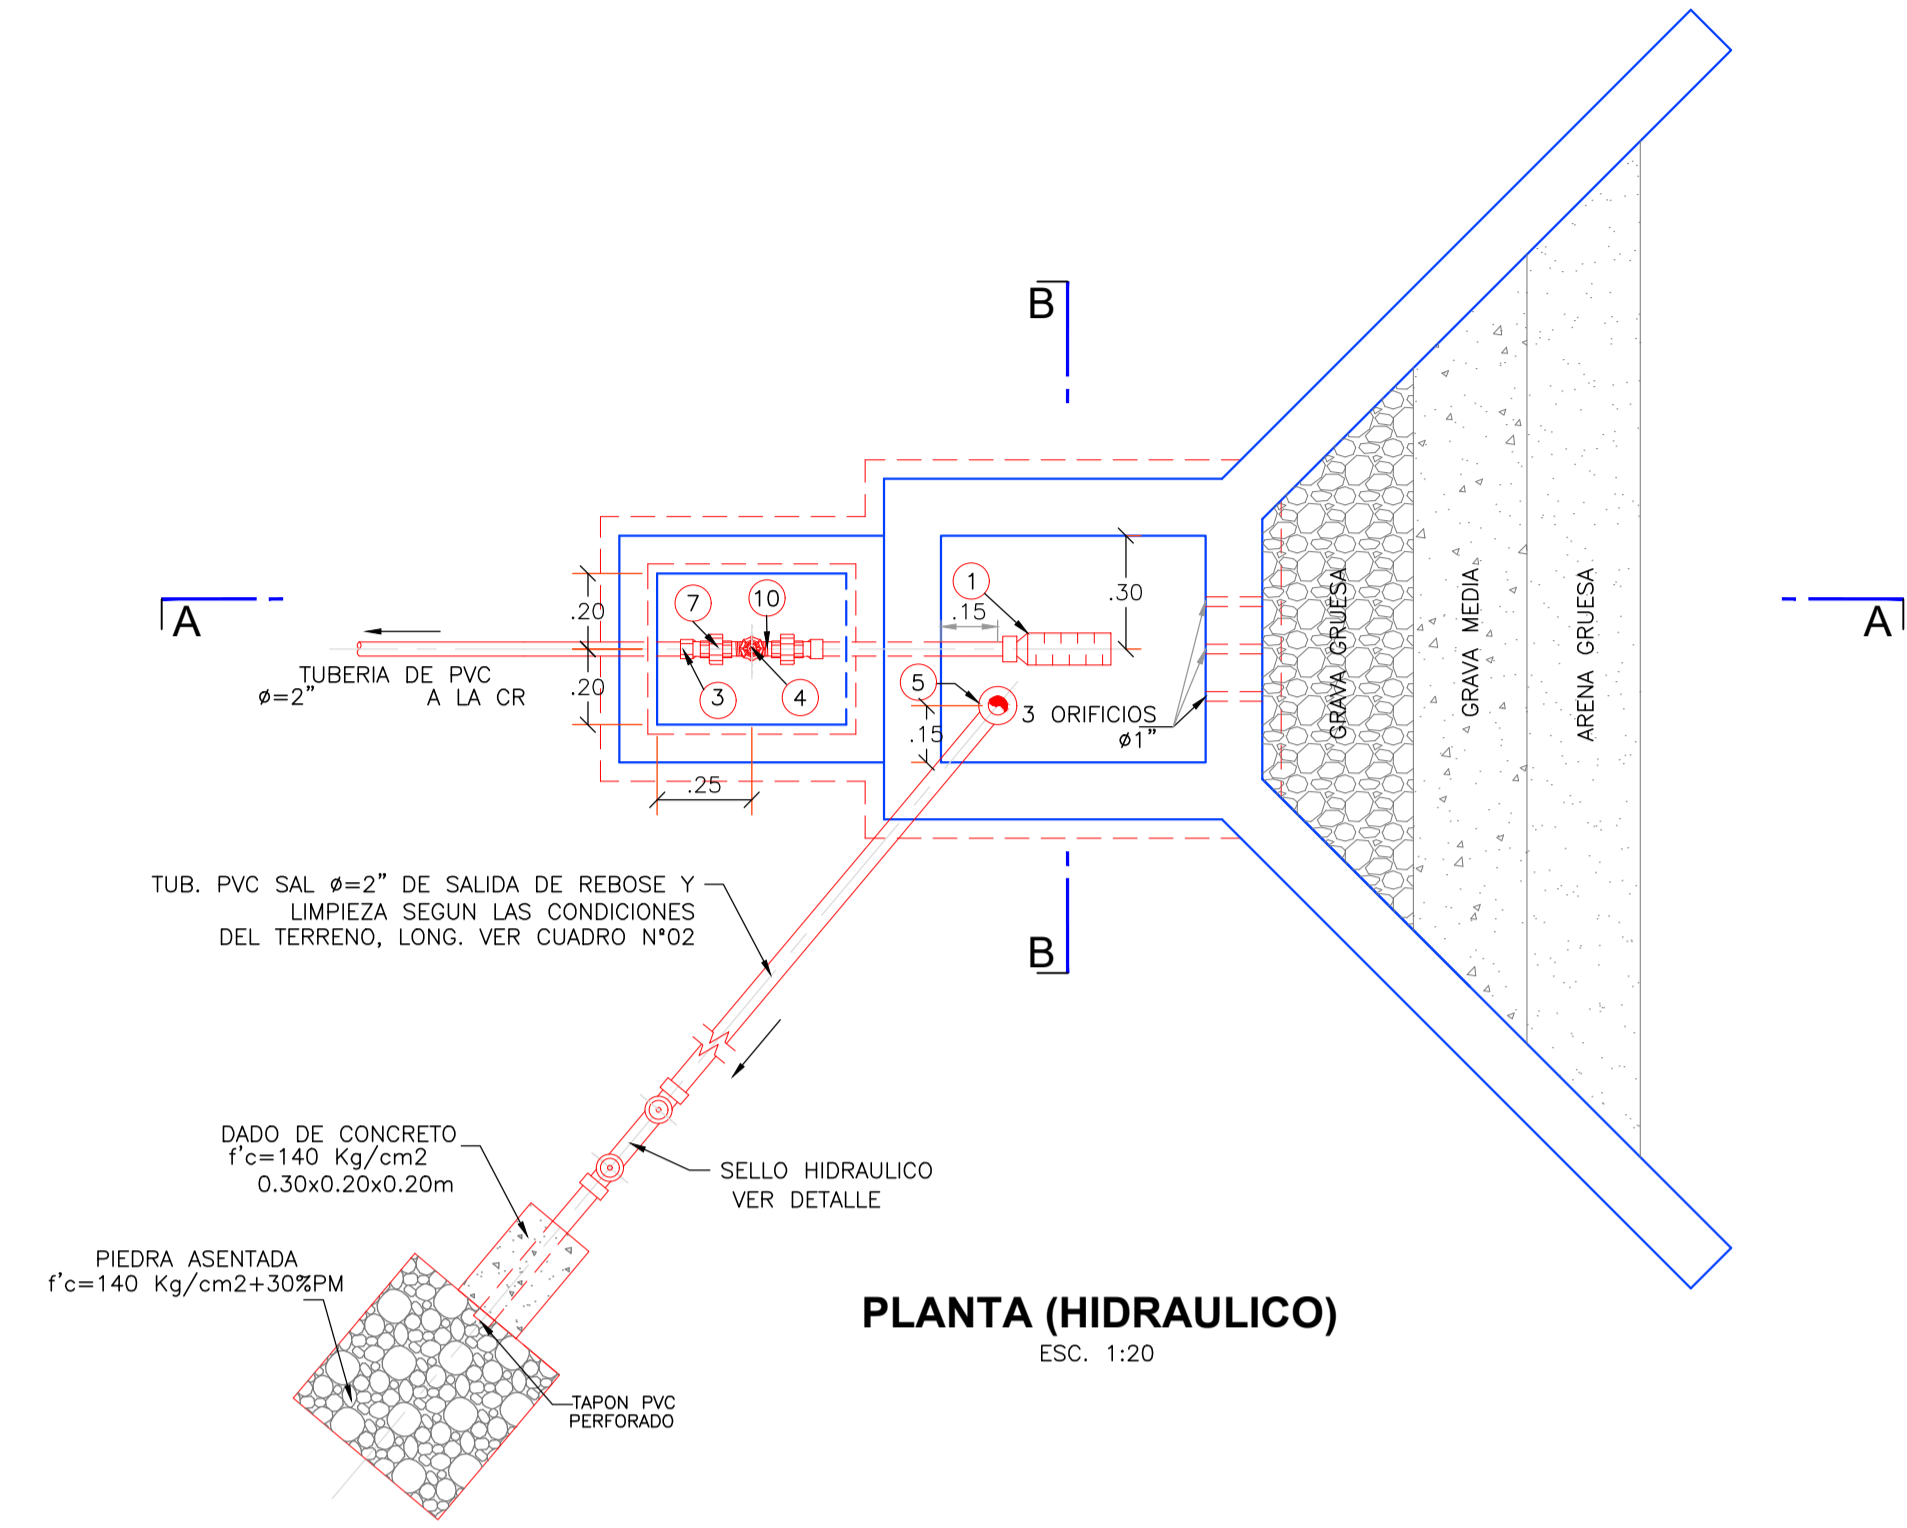 B
A
A
7
10
1
.15
.30
.20
.20
3
4
5
TUBERIA DE PVC
ø=2” A LA CR
3 ORIFICIOS
ø1”
.15
.25
GRAVA GRUESA
GRAVA MEDIA
ARENA GRUESA
TUB. PVC SAL ø=2” DE SALIDA DE REBOSE Y
LIMPIEZA SEGUN LAS CONDICIONES
DEL TERRENO, LONG. VER CUADRO N°02
B
DADO DE CONCRETO
f'c=140 Kg/cm2
0.30x0.20x0.20m
SELLO HIDRAULICO
VER DETALLE
PIEDRA ASENTADA
f'c=140 Kg/cm2+30%PM
PLANTA (HIDRAULICO)
ESC. 1:20
TAPON PVC
PERFORADO